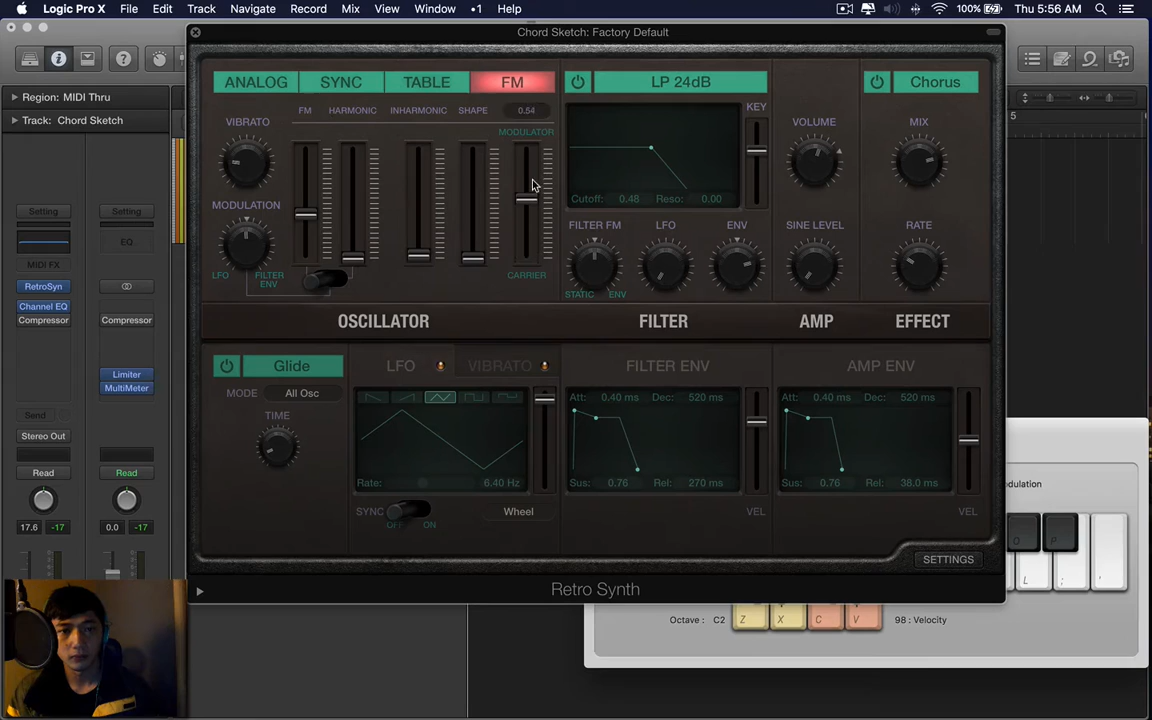 Logic Pro X File Edit Track Navigate Record Mix View Window •1 Help 100% Thu 5:56 AM
Chord Sketch: Factory Default
Region: MIDI Thru
Track: Chord Sketch
Setting Setting
EQ
MIDI FX
RetroSyn
Channel EQ
Compressor Compressor
Limiter
MultiMeter
Send
Stereo Out
Read Read
17.6 -17 0.0 -17
ANALOG SYNC TABLE FM
LP 24dB
Chorus
VIBRATO
FM HARMONIC INHARMONIC SHAPE 0.54
MODULATOR
CARRIER
MODULATION
LFO FILTER ENV
KEY
Cutoff: 0.48 Reso: 0.00
FILTER FM LFO ENV
STATIC ENV
VOLUME
SINE LEVEL
MIX
RATE
OSCILLATOR FILTER AMP EFFECT
Glide
MODE All Osc
TIME
LFO VIBRATO
Rate: 6.40 Hz
SYNC OFF ON Wheel
FILTER ENV
Att: 0.40 ms Dec: 520 ms
Sus: 0.76 Rel: 270 ms
VEL
AMP ENV
Att: 0.40 ms Dec: 520 ms
Sus: 0.76 Rel: 38.0 ms
VEL
SETTINGS
Retro Synth
5
odulation
O P
L ; '
Octave : C2 Z X C V 98 : Velocity